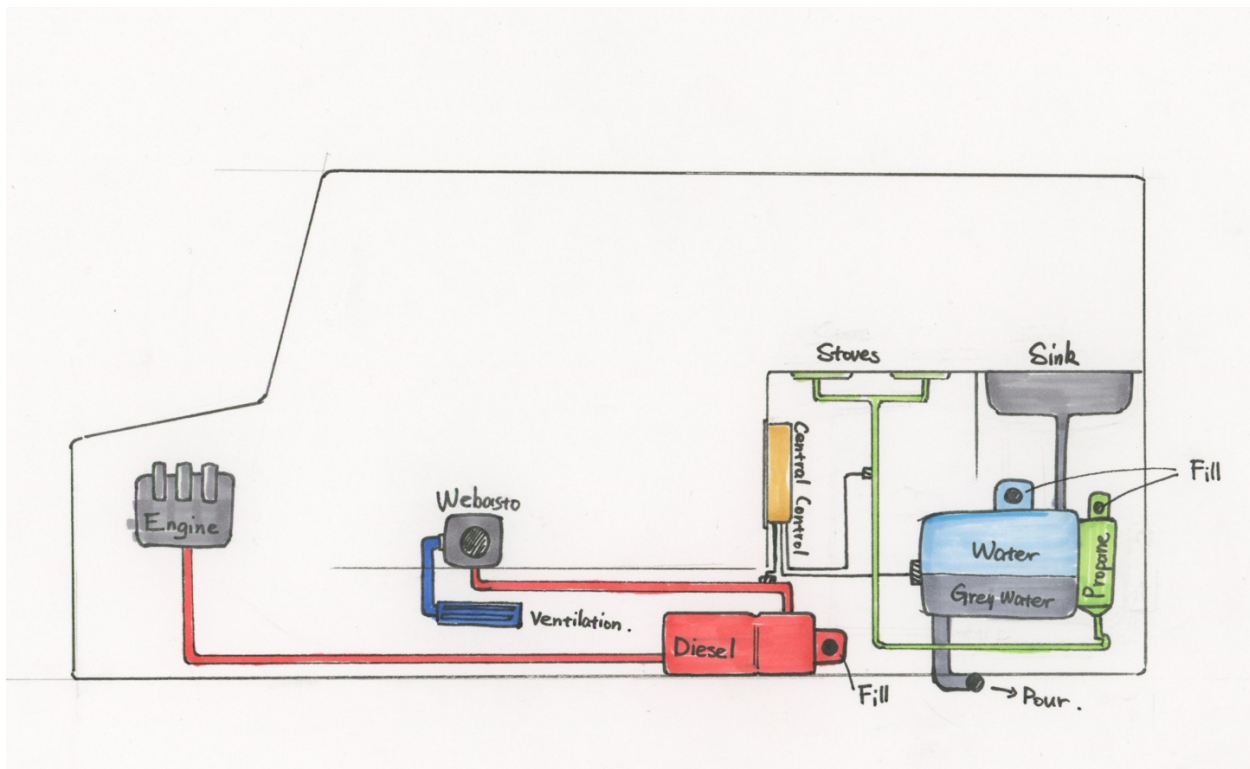 Stoves
Sink
Central Control
Fill
Webasto
Engine
Water
Propane
Grey Water
Ventilation.
Diesel
Fill
→ Pour.